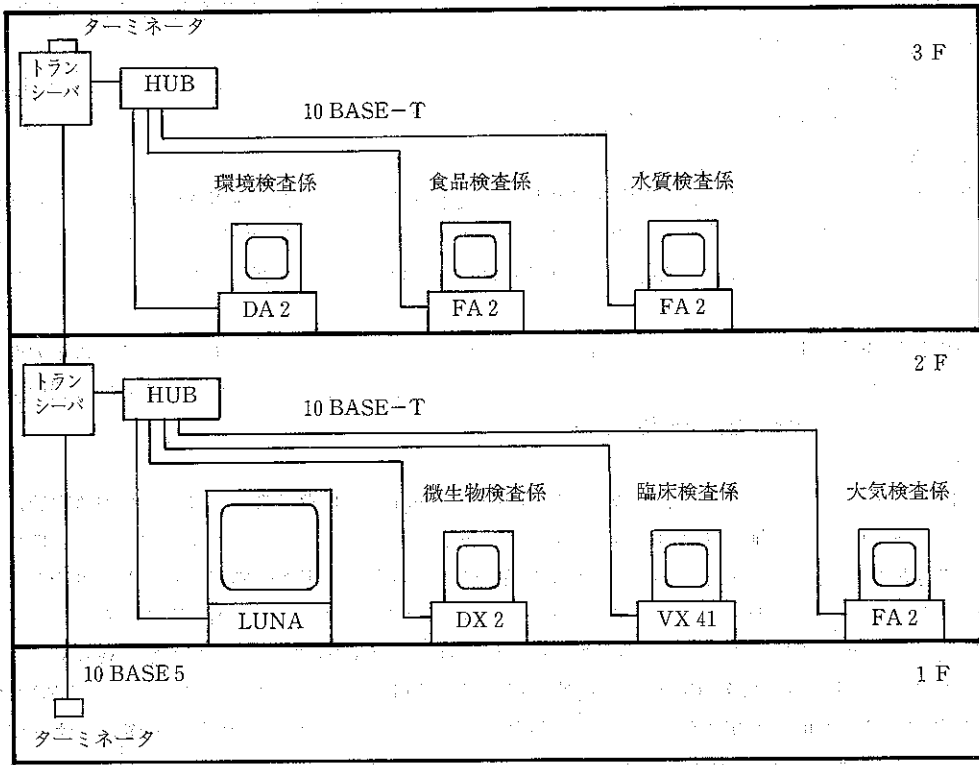 ターミネータ
3 F
トラン
シーバ
HUB
10 BASE-T
環境検査係
食品検査係
水質検査係
DA 2
FA 2
FA 2
2 F
トラン
シーバ
HUB
10 BASE-T
微生物検査係
臨床検査係
大気検査係
LUNA
DX 2
VX 41
FA 2
10 BASE 5
1 F
ターミネータ